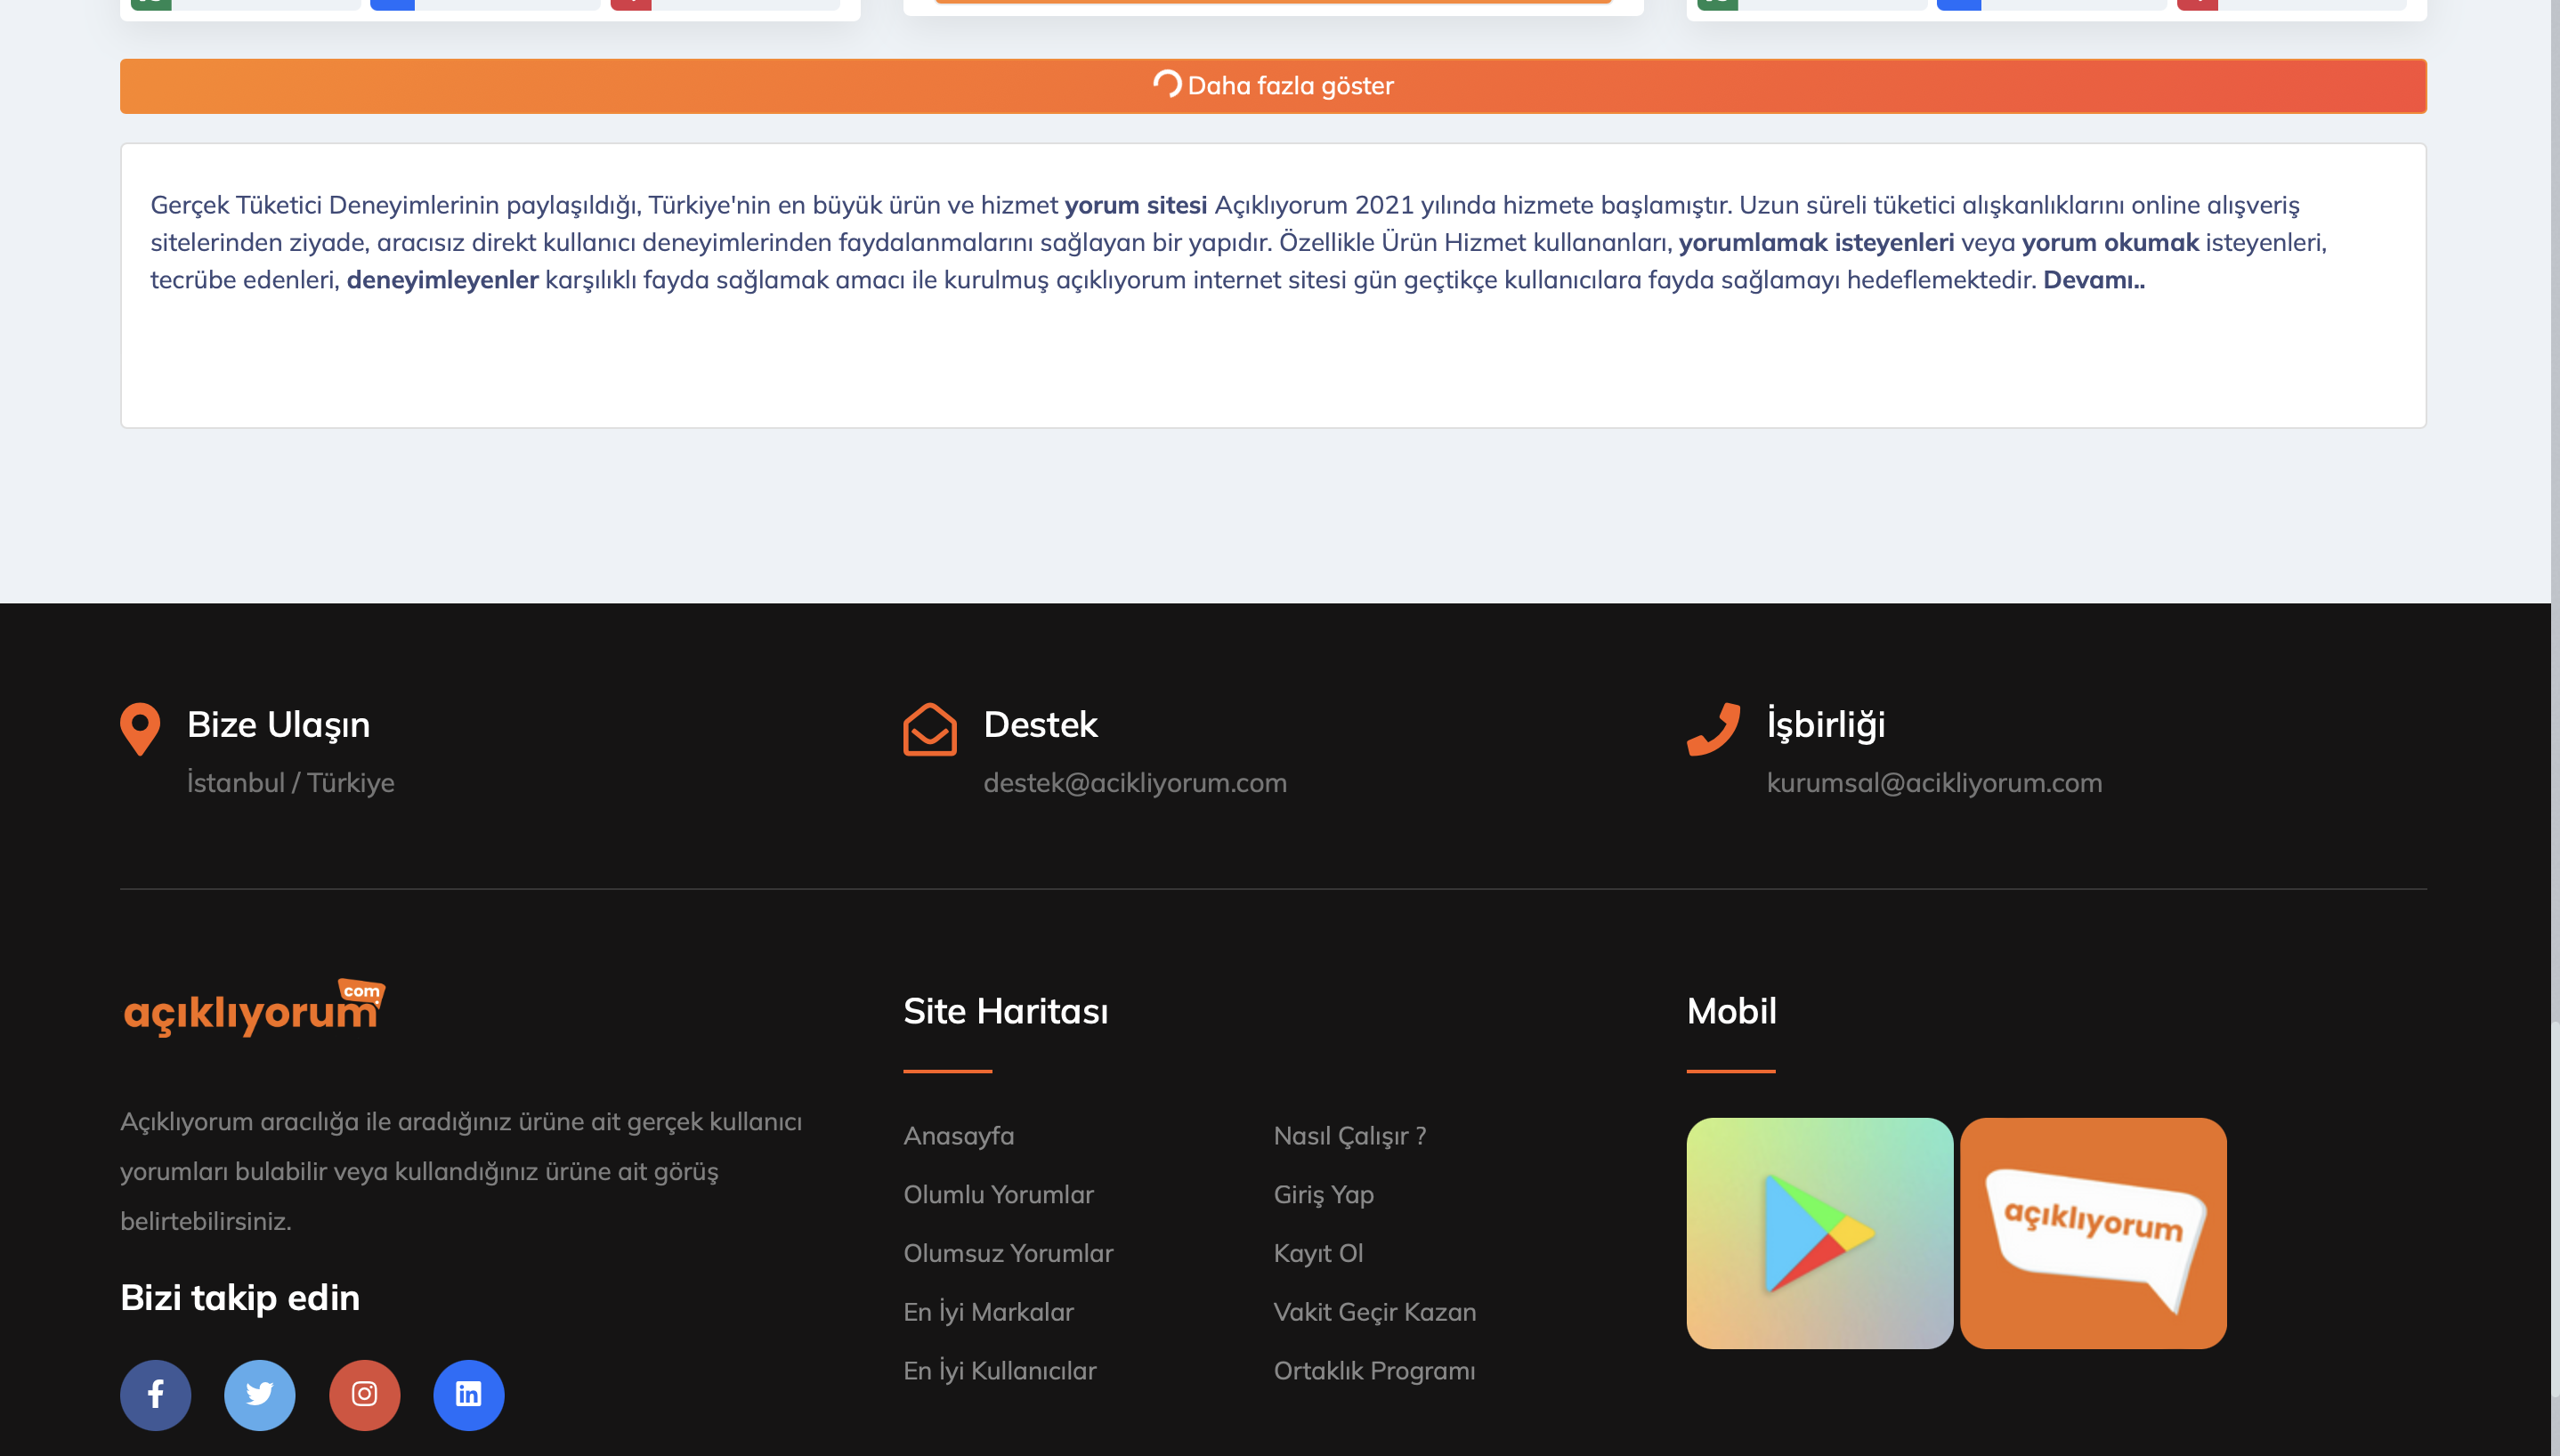 Daha fazla göster
Gerçek Tüketici Deneyimlerinin paylaşıldığı, Türkiye'nin en büyük ürün ve hizmet yorum sitesi Açıklıyorum 2021 yılında hizmete başlamıştır. Uzun süreli tüketici alışkanlıklarını online alışveriş
sitelerinden ziyade, aracısız direkt kullanıcı deneyimlerinden faydalanmalarını sağlayan bir yapıdır. Özellikle Ürün Hizmet kullananları, yorumlamak isteyenleri veya yorum okumak isteyenleri,
tecrübe edenleri, deneyimleyenler karşılıklı fayda sağlamak amacı ile kurulmuş açıklıyorum internet sitesi gün geçtikçe kullanıcılara fayda sağlamayı hedeflemektedir. Devamı..
Bize Ulaşın
İstanbul / Türkiye
Destek
destek@acikliyorum.com
İşbirliği
kurumsal@acikliyorum.com
com
açıklıyorum
Açıklıyorum aracılığa ile aradığınız ürüne ait gerçek kullanıcı
yorumları bulabilir veya kullandığınız ürüne ait görüş
belirtebilirsiniz.
Bizi takip edin
Site Haritası
Anasayfa
Olumlu Yorumlar
Olumsuz Yorumlar
En İyi Markalar
En İyi Kullanıcılar
Nasıl Çalışır ?
Giriş Yap
Kayıt Ol
Vakit Geçir Kazan
Ortaklık Programı
Mobil
açıklıyorum